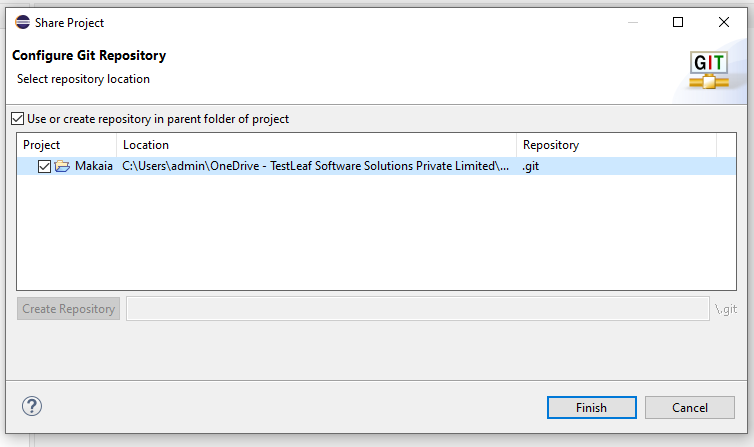 Share Project
Configure Git Repository
Select repository location
GIT
Use or create repository in parent folder of project
Project Location Repository
Makaia C:\Users\admin\OneDrive - TestLeaf Software Solutions Private Limited\... .git
Create Repository \.git
? Finish Cancel